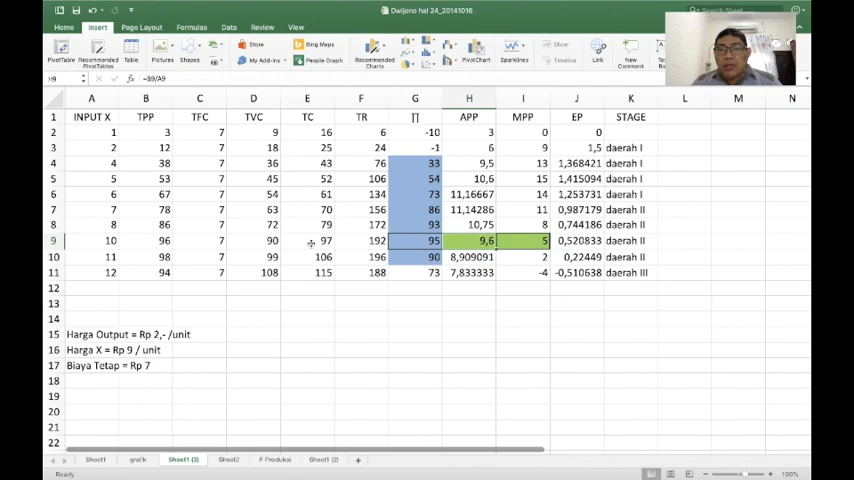 Dwijono hal 24_20141016
Search Sheet
Home Insert Page Layout Formulas Data Review View
PivotTable Recommended PivotTables Table Pictures Shapes Store My Add-ins Bing Maps People Graph Recommended Charts PivotChart Sparklines Slicer Timeline Link New Comment Text
H9 fx =B9/A9
A B C D E F G H I J K L M N
1 INPUT X TPP TFC TVC TC TR ∏ APP MPP EP STAGE
2 1 3 7 9 16 6 -10 3 0 0
3 2 12 7 18 25 24 -1 6 9 1,5 daerah I
4 4 38 7 36 43 76 33 9,5 13 1,368421 daerah I
5 5 53 7 45 52 106 54 10,6 15 1,415094 daerah I
6 6 67 7 54 61 134 73 11,16667 14 1,253731 daerah I
7 7 78 7 63 70 156 86 11,14286 11 0,987179 daerah II
8 8 86 7 72 79 172 93 10,75 8 0,744186 daerah II
9 10 96 7 90 97 192 95 9,6 5 0,520833 daerah II
10 11 98 7 99 106 196 90 8,909091 2 0,22449 daerah II
11 12 94 7 108 115 188 73 7,833333 -4 -0,510638 daerah III
12
13
14
15 Harga Output = Rp 2,- /unit
16 Harga X = Rp 9 / unit
17 Biaya Tetap = Rp 7
18
19
20
21
22
Sheet1 grafik Sheet1 (3) Sheet2 F Produksi Sheet1 (2) +
Ready 100%